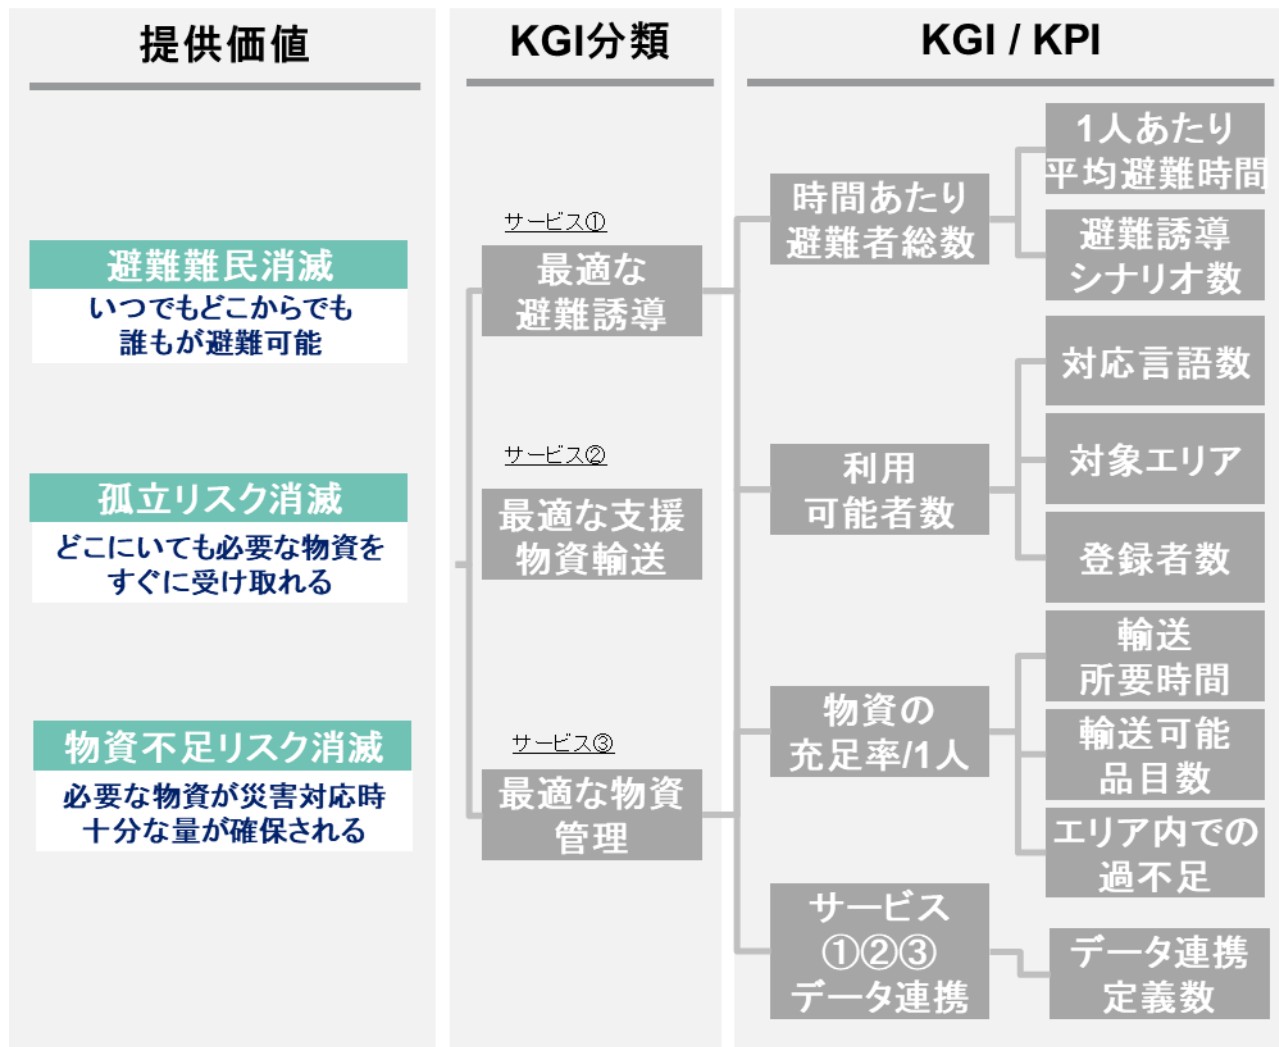 提供価値
避難難民消滅
いつでもどこからでも
誰もが避難可能
孤立リスク消滅
どこにいても必要な物資を
すぐに受け取れる
物資不足リスク消滅
必要な物資が災害対応時
十分な量が確保される
KGI分類
サービス①
最適な
避難誘導
サービス②
最適な支援
物資輸送
サービス③
最適な物資
管理
KGI / KPI
時間あたり
避難者総数
1人あたり
平均避難時間
避難誘導
シナリオ数
利用
可能者数
対応言語数
対象エリア
登録者数
物資の
充足率/1人
輸送
所要時間
輸送可能
品目数
エリア内での
過不足
サービス
①②③
データ連携
データ連携
定義数